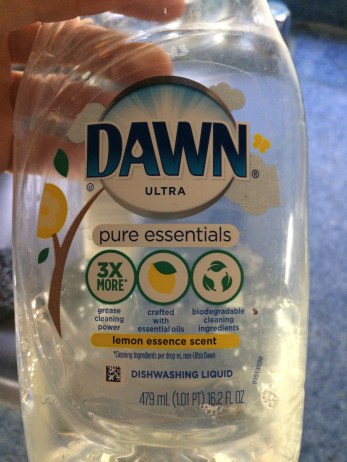 DAWN®
ULTRA
pure essentials
3X
MORE*
grease
cleaning
power
crafted
with
essential oils
biodegradable
cleaning
ingredients
lemon essence scent
*Cleaning ingredients per drop vs. non-Ultra Dawn
DISHWASHING LIQUID
479 mL (1.01 PT) 16.2 FL OZ